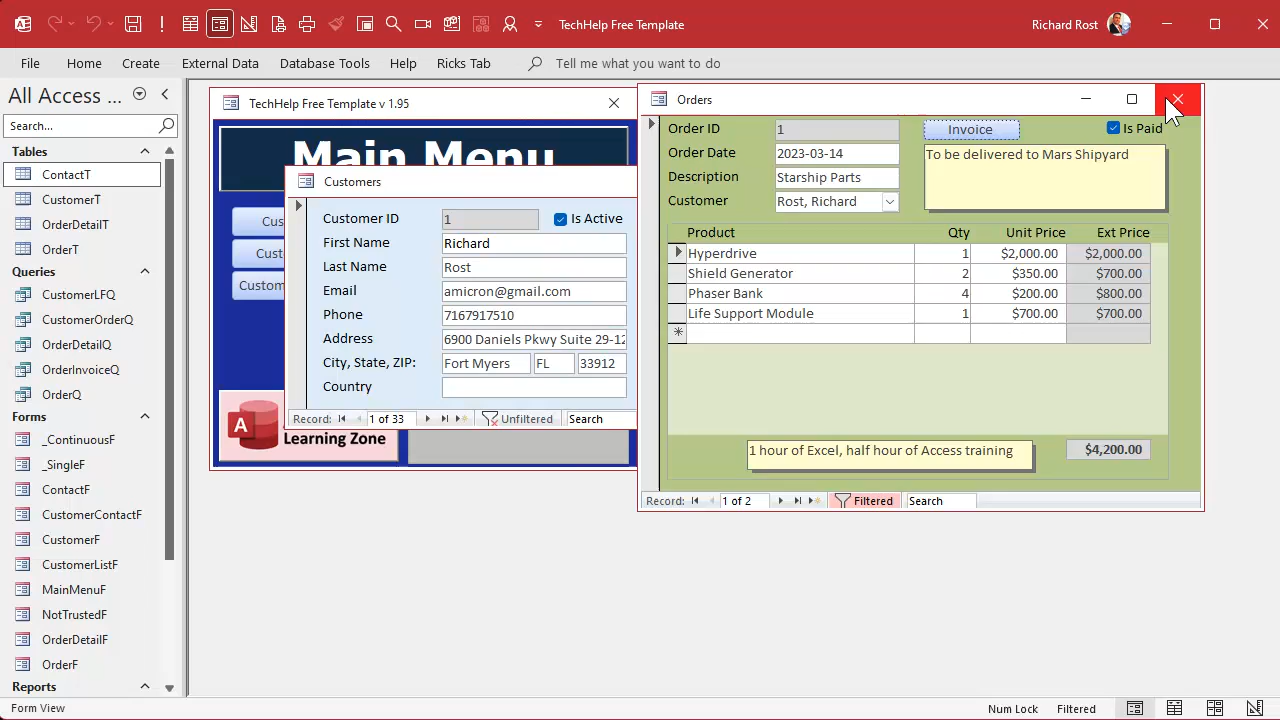 TechHelp Free Template
Richard Rost
File Home Create External Data Database Tools Help Ricks Tab Tell me what you want to do
All Access ...
Search...
Tables
ContactT
CustomerT
OrderDetailT
OrderT
Queries
CustomerLFQ
CustomerOrderQ
OrderDetailQ
OrderInvoiceQ
OrderQ
Forms
_ContinuousF
_SingleF
ContactF
CustomerContactF
CustomerF
CustomerListF
MainMenuF
NotTrustedF
OrderDetailF
OrderF
Reports
TechHelp Free Template v 1.95
Main Menu
Cus
Cust
Custom
A
Learning Zone
Customers
Customer ID 1 Is Active
First Name Richard
Last Name Rost
Email amicron@gmail.com
Phone 7167917510
Address 6900 Daniels Pkwy Suite 29-12
City, State, ZIP: Fort Myers FL 33912
Country
Record: 1 of 33 Unfiltered Search
Orders
Order ID 1 Invoice Is Paid
Order Date 2023-03-14 To be delivered to Mars Shipyard
Description Starship Parts
Customer Rost, Richard
Product Qty Unit Price Ext Price
Hyperdrive 1 $2,000.00 $2,000.00
Shield Generator 2 $350.00 $700.00
Phaser Bank 4 $200.00 $800.00
Life Support Module 1 $700.00 $700.00
1 hour of Excel, half hour of Access training $4,200.00
Record: 1 of 2 Filtered Search
Form View Num Lock Filtered